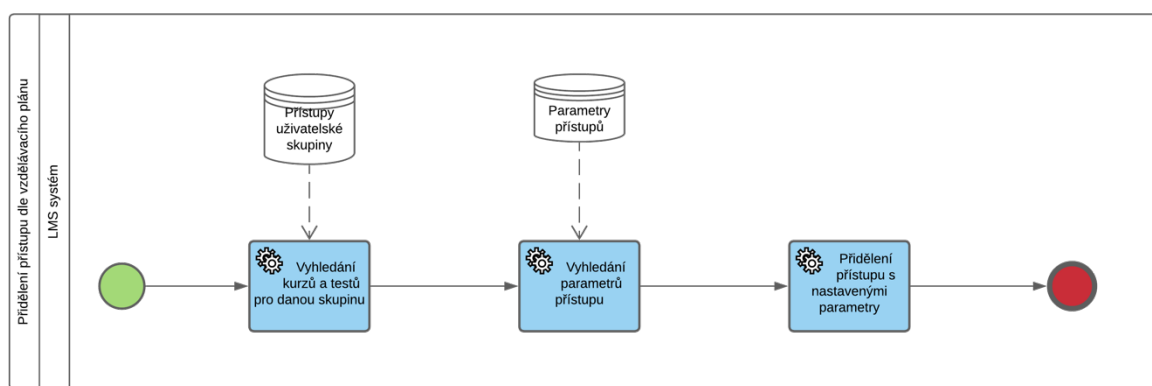 Přidělení přístupu dle vzdělávacího plánu
LMS systém
Přístupy
uživatelské
skupiny
Parametry
přístupů
Vyhledání
kurzů a testů
pro danou skupinu
Vyhledání
parametrů
přístupu
Přidělení
přístupu s
nastavenými
parametry